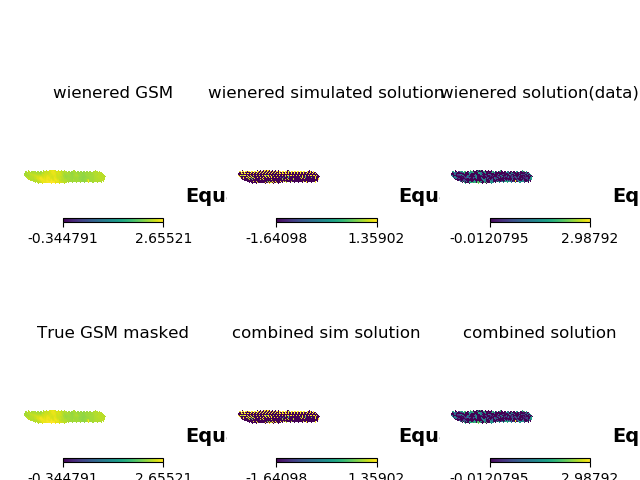 wienered GSM
wienered simulated solution
wienered solution(data)
Equ
Equ
Eq
-0.344791 2.65521
-1.64098 1.35902
-0.0120795 2.98792
True GSM masked
combined sim solution
combined solution
Equ
Equ
Eq
-0.344791 2.65521
-1.64098 1.35902
-0.0120795 2.98792